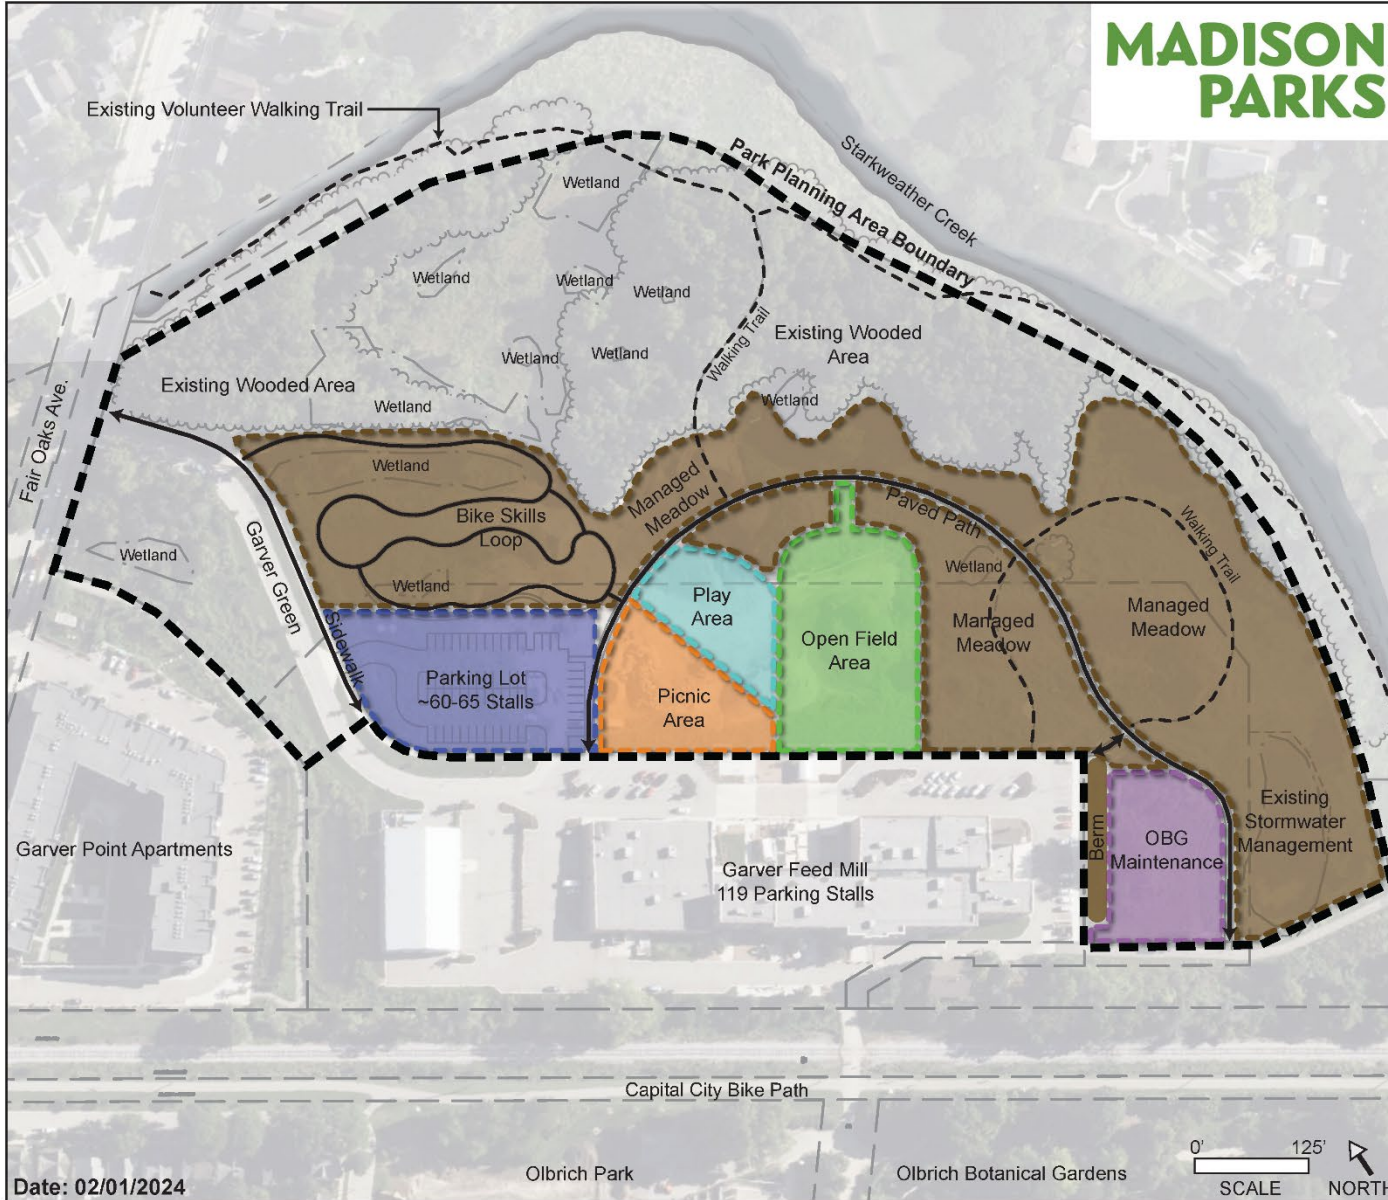 MADISON
PARKS
Existing Volunteer Walking Trail
Starkweather Creek
Park Planning Area Boundary
Wetland
Wetland
Wetland
Wetland
Walking Trail
Existing Wooded
Area
Wetland
Wetland
Existing Wooded Area
Wetland
Wetland
Fair Oaks Ave.
Wetland
Managed
Meadow
Paved Path
Walking Trail
Bike Skills
Loop
Garver Green
Wetland
Wetland
Wetland
Play
Area
Managed
Meadow
Managed
Meadow
Sidewalk
Open Field
Area
Parking Lot
~60-65 Stalls
Picnic
Area
Existing
Stormwater
Management
Berm
OBG
Maintenance
Garver Point Apartments
Garver Feed Mill
119 Parking Stalls
Capital City Bike Path
Olbrich Park
Olbrich Botanical Gardens
0'
125'
SCALE
NORTH
Date: 02/01/2024